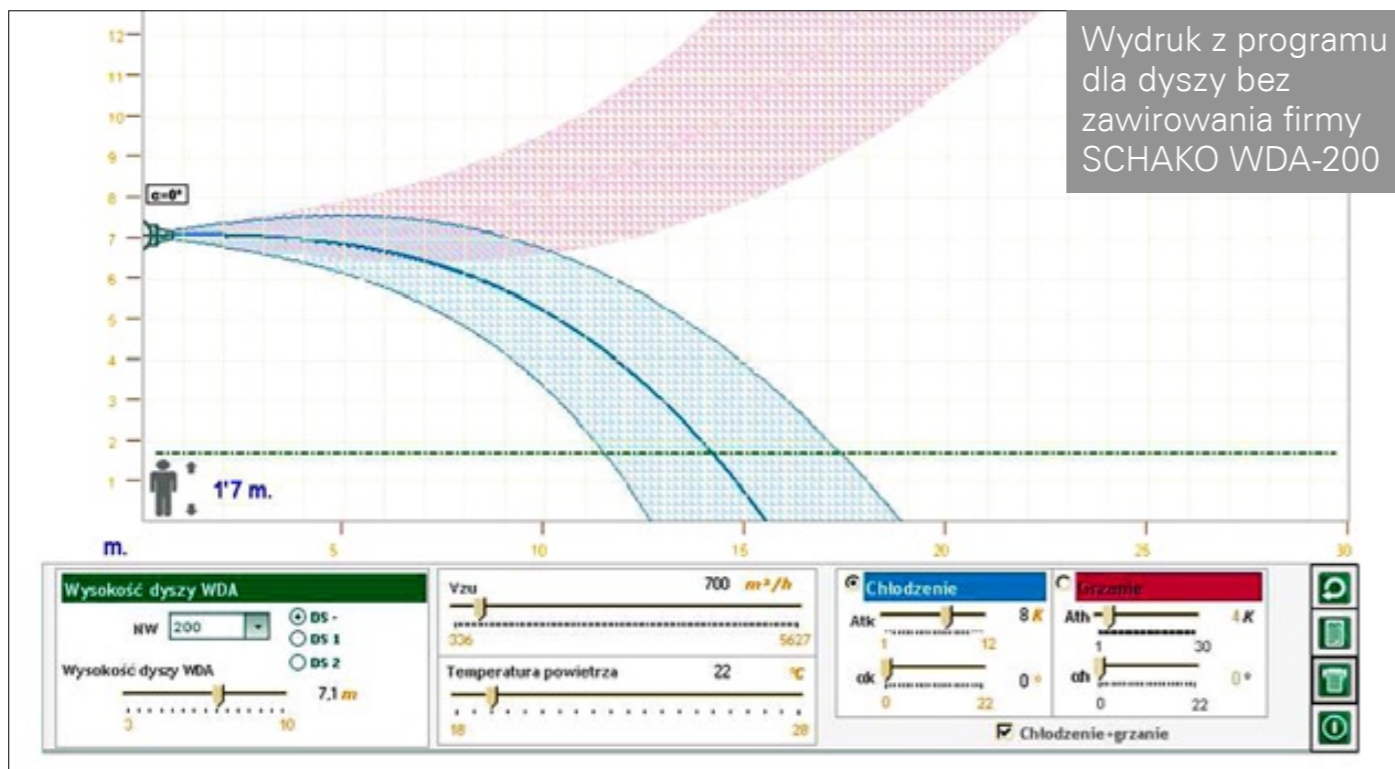 Wydruk z programu
dla dyszy bez
zawirowania firmy
SCHAKO WDA-200
12
11
10
9
8
α=0°
7
6
5
4
3
2
1
1'7 m.
m.
5
10
15
20
25
30
Wysokość dyszy WDA
NW 200
DS -
DS 1
DS 2
Wysokość dyszy WDA
7,1 m
3 10
Vzu 700 m³/h
336 5627
Temperatura powietrza 22 °C
18 28
Chłodzenie
Δtk 8 K
1 12
αk 0 °
0 22
Grzanie
Δth 4 K
1 30
αh 0 °
0 22
Chłodzenie+grzanie